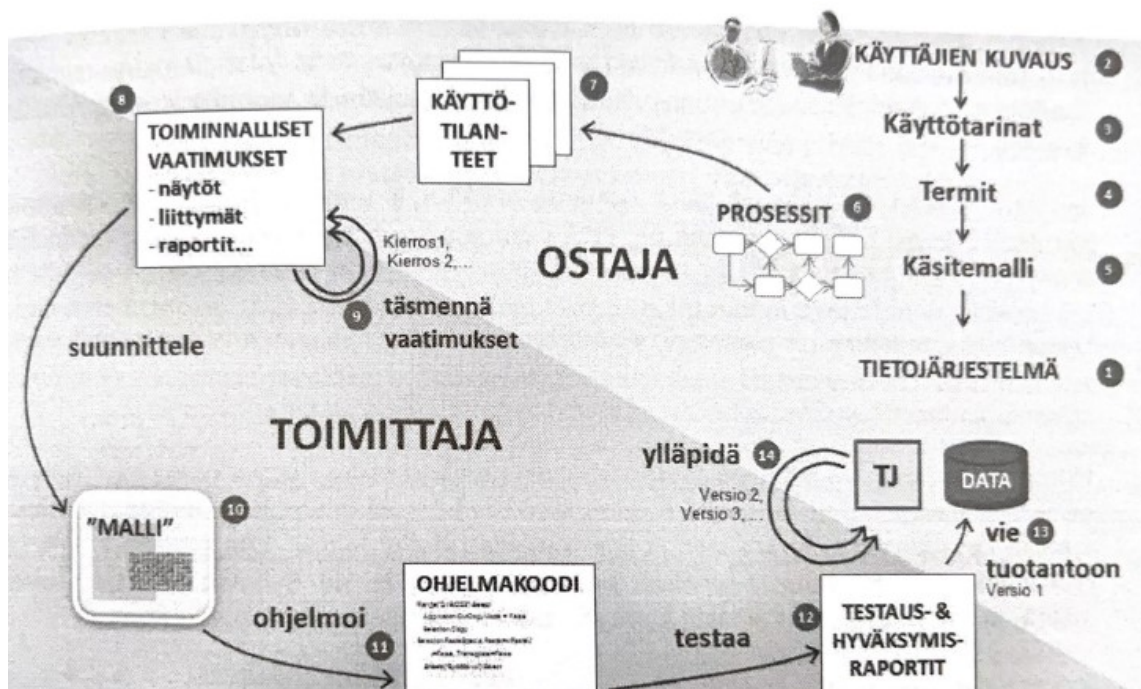 KÄYTTÄJIEN KUVAUS 2
Käyttötarinat 3
Termit 4
Käsitemalli 5
TIETOJÄRJESTELMÄ 1
PROSESSIT 6
7
KÄYTTÖ-
TILAN-
TEET
8
TOIMINNALLISET
VAATIMUKSET
- näytöt
- liittymät
- raportit...
Kierros1,
Kierros 2,...
9 täsmennä
vaatimukset
OSTAJA
suunnittele
TOIMITTAJA
"MALLI" 10
ohjelmoi 11
OHJELMAKOODI
testaa 12
TESTAUS- &
HYVÄKSYMIS-
RAPORTIT
vie 13
tuotantoon
Versio 1
TJ
DATA
ylläpidä 14
Versio 2,
Versio 3,...